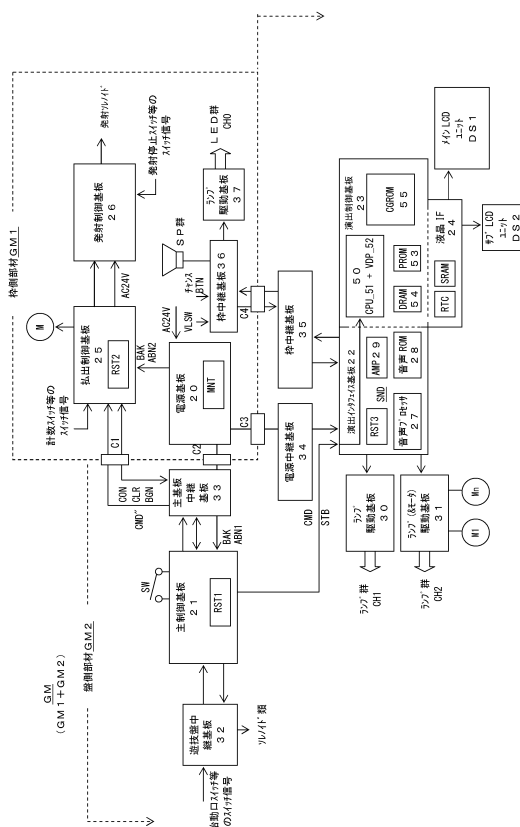 GM
(GM1+GM2)
盤側部材GM2
枠側部材GM1
始動口スイッチ等
のスイッチ信号
遊技盤中
継基板
32
ソレノイド類
SW
主制御基板
21
RST1
BAK
ABN1
CMD
STB
主基板
中継
基板
33
CON
CLR
BGN
CMD"
C1
C2
計数スイッチ等の
スイッチ信号
払出制御基板
25
RST2
M
BAK
ABN2
AC24V
発射制御基板
26
発射ソレノイド
発射停止スイッチ等の
スイッチ信号
電源基板
20
MNT
AC24V
VLSW
チャンス
BTN
SP群
枠中継基板36
ランプ
駆動基板
37
LED群
CH0
C3
C4
電源中継基板
34
枠中継基板
35
演出インタフェイス基板22
RST3
SND
AMP29
音声プロセッサ
27
音声ROM
28
演出制御基板
23
50
CPU_51 + VDP_52
CGROM
55
DRAM
54
PROM
53
RTC
SRAM
液晶IF
24
メインLCD
ユニット
DS1
サブLCD
ユニット
DS2
ランプ
駆動基板
30
ランプ群
CH1
ランプ(&モータ)
駆動基板
31
ランプ群
CH2
M1
Mn